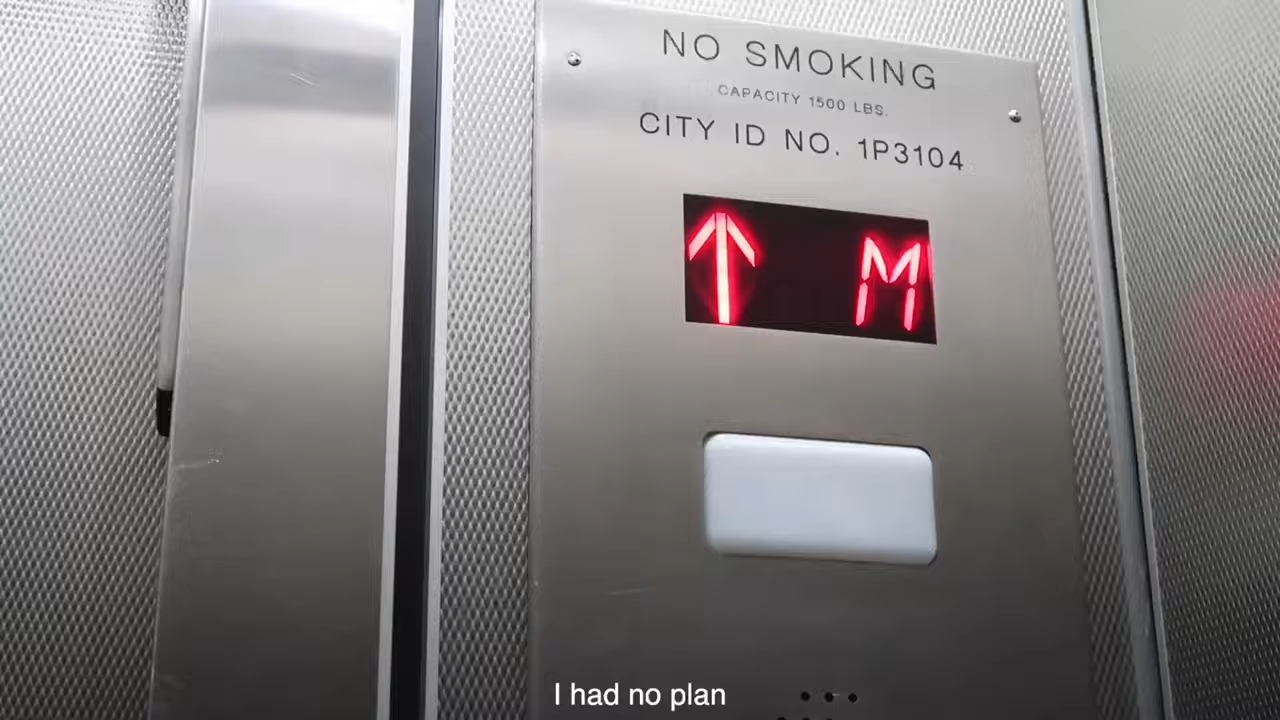 NO SMOKING
CAPACITY 1500 LBS.
CITY ID NO. 1P3104
↑ M
I had no plan